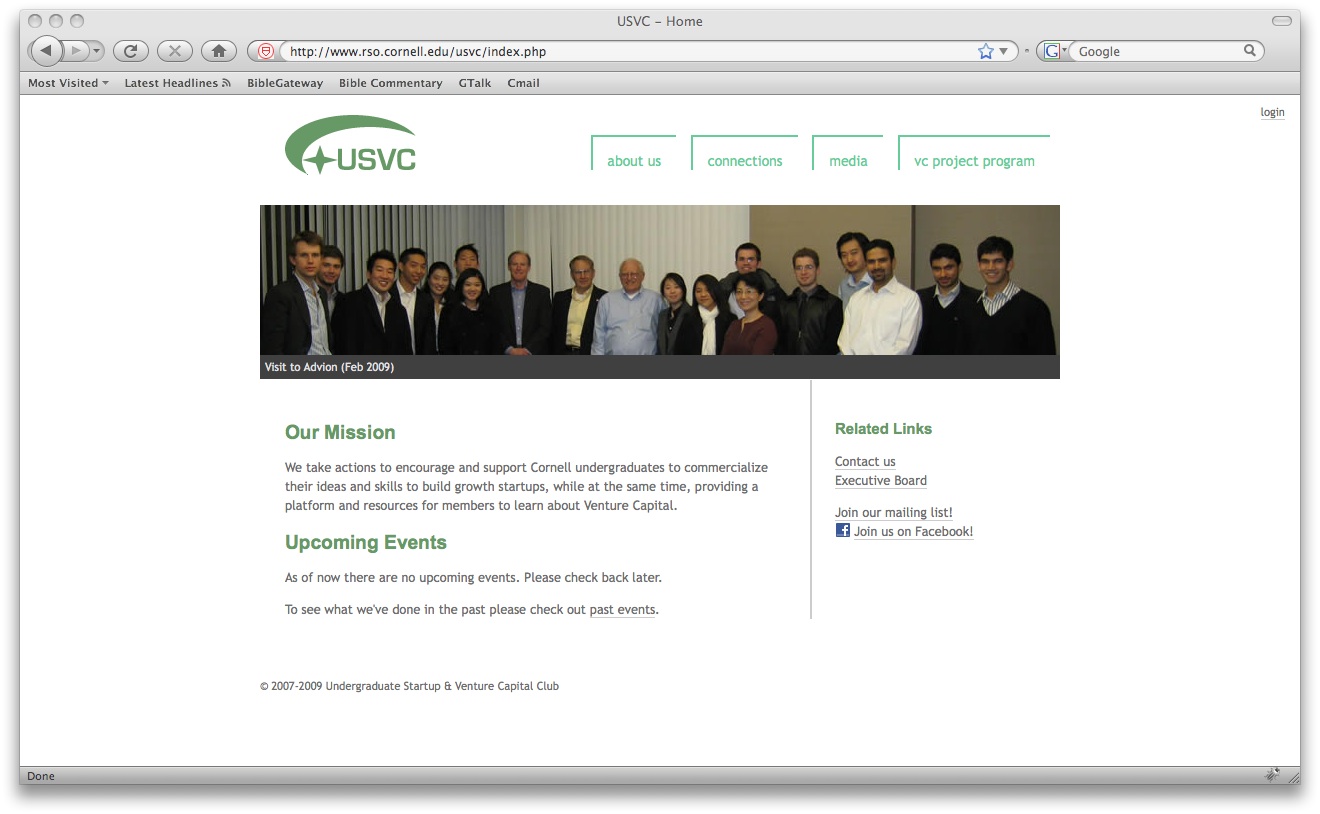 USVC – Home
http://www.rso.cornell.edu/usvc/index.php
Google
Most Visited Latest Headlines BibleGateway Bible Commentary GTalk Cmail
login
USVC
about us connections media vc project program
Visit to Advion (Feb 2009)
Our Mission
We take actions to encourage and support Cornell undergraduates to commercialize
their ideas and skills to build growth startups, while at the same time, providing a
platform and resources for members to learn about Venture Capital.
Upcoming Events
As of now there are no upcoming events. Please check back later.
To see what we've done in the past please check out past events.
Related Links
Contact us
Executive Board
Join our mailing list!
Join us on Facebook!
© 2007-2009 Undergraduate Startup & Venture Capital Club
Done